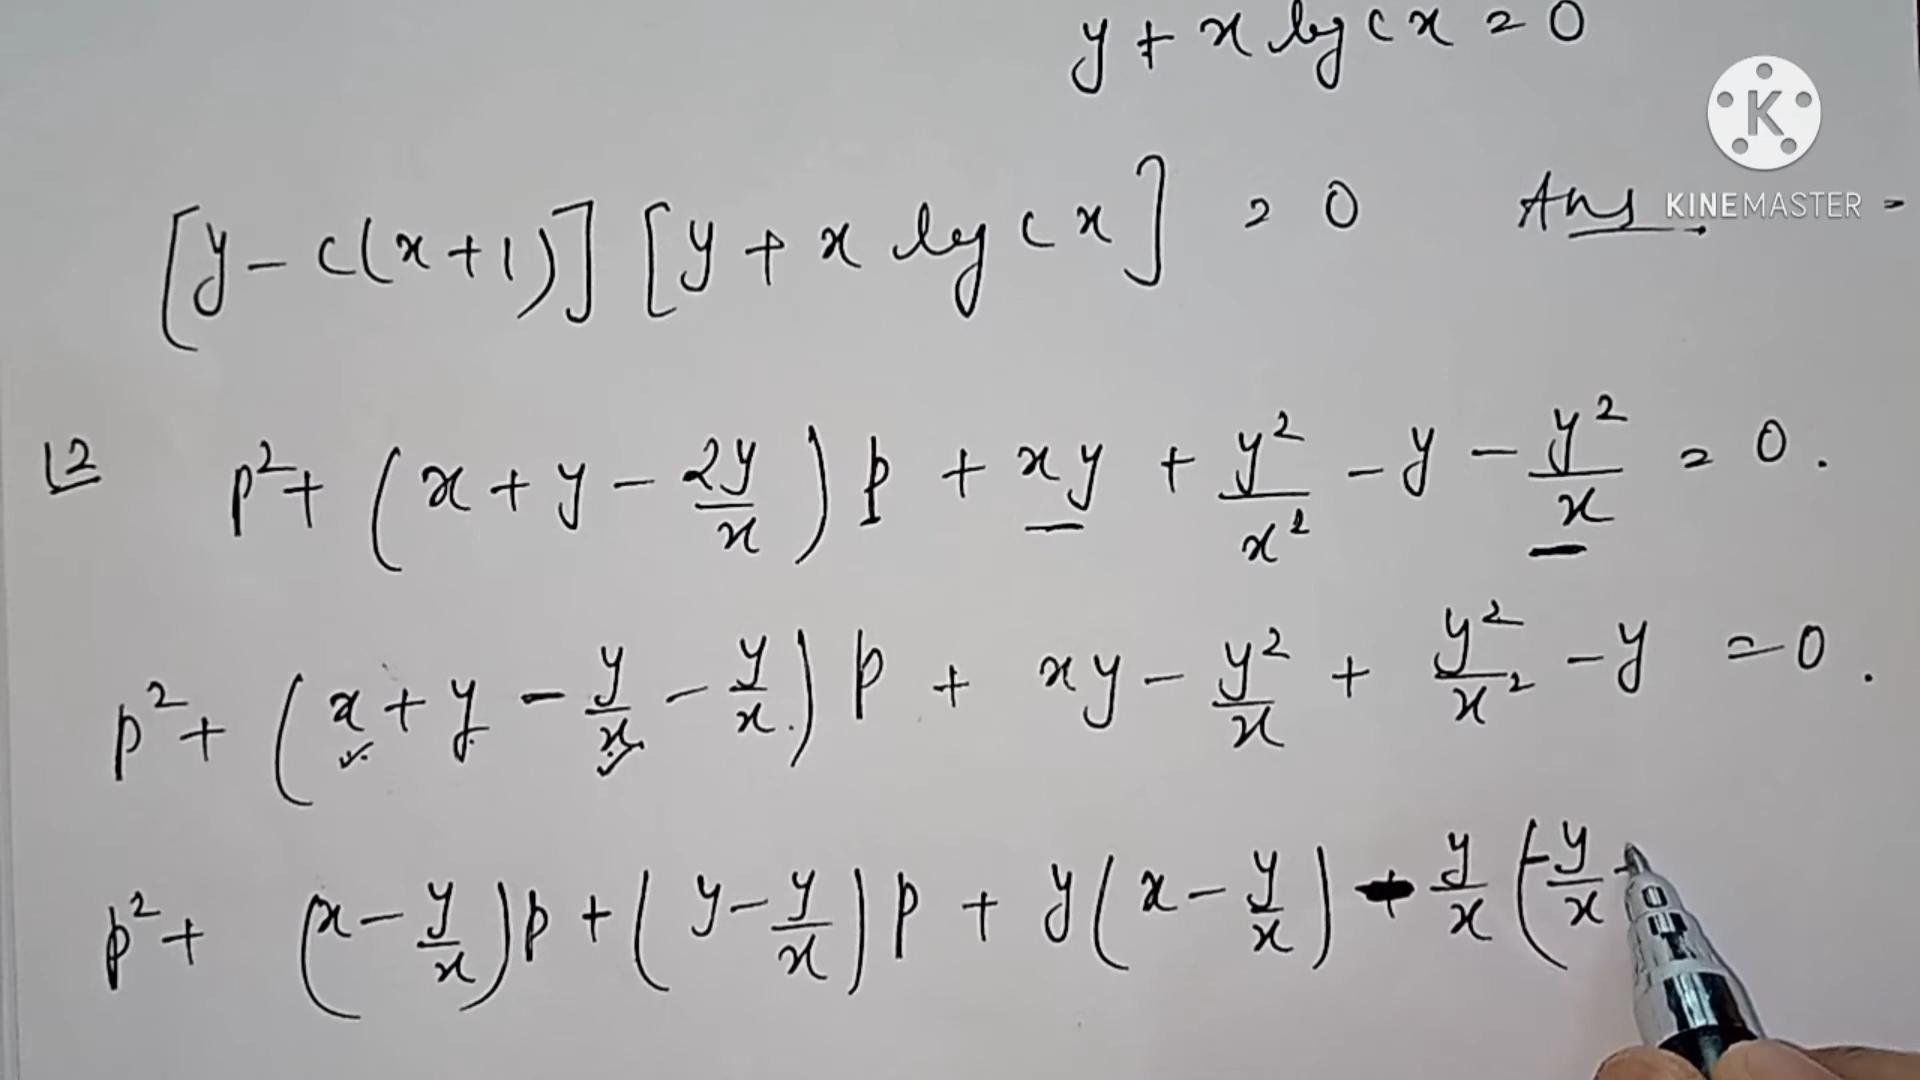 y + x log cx = 0
K
KINEMASTER
[y - c(x+1)] [y + x log cx] = 0 Ans -
12 p² + (x + y - 2y/x) p + xy + y²/x² - y - y²/x = 0.
p² + (x + y - y/x - y/x) p + xy - y²/x + y²/x² - y = 0.
p² + (x - y/x) p + (y - y/x) p + y(x - y/x) - y/x (-y/x +